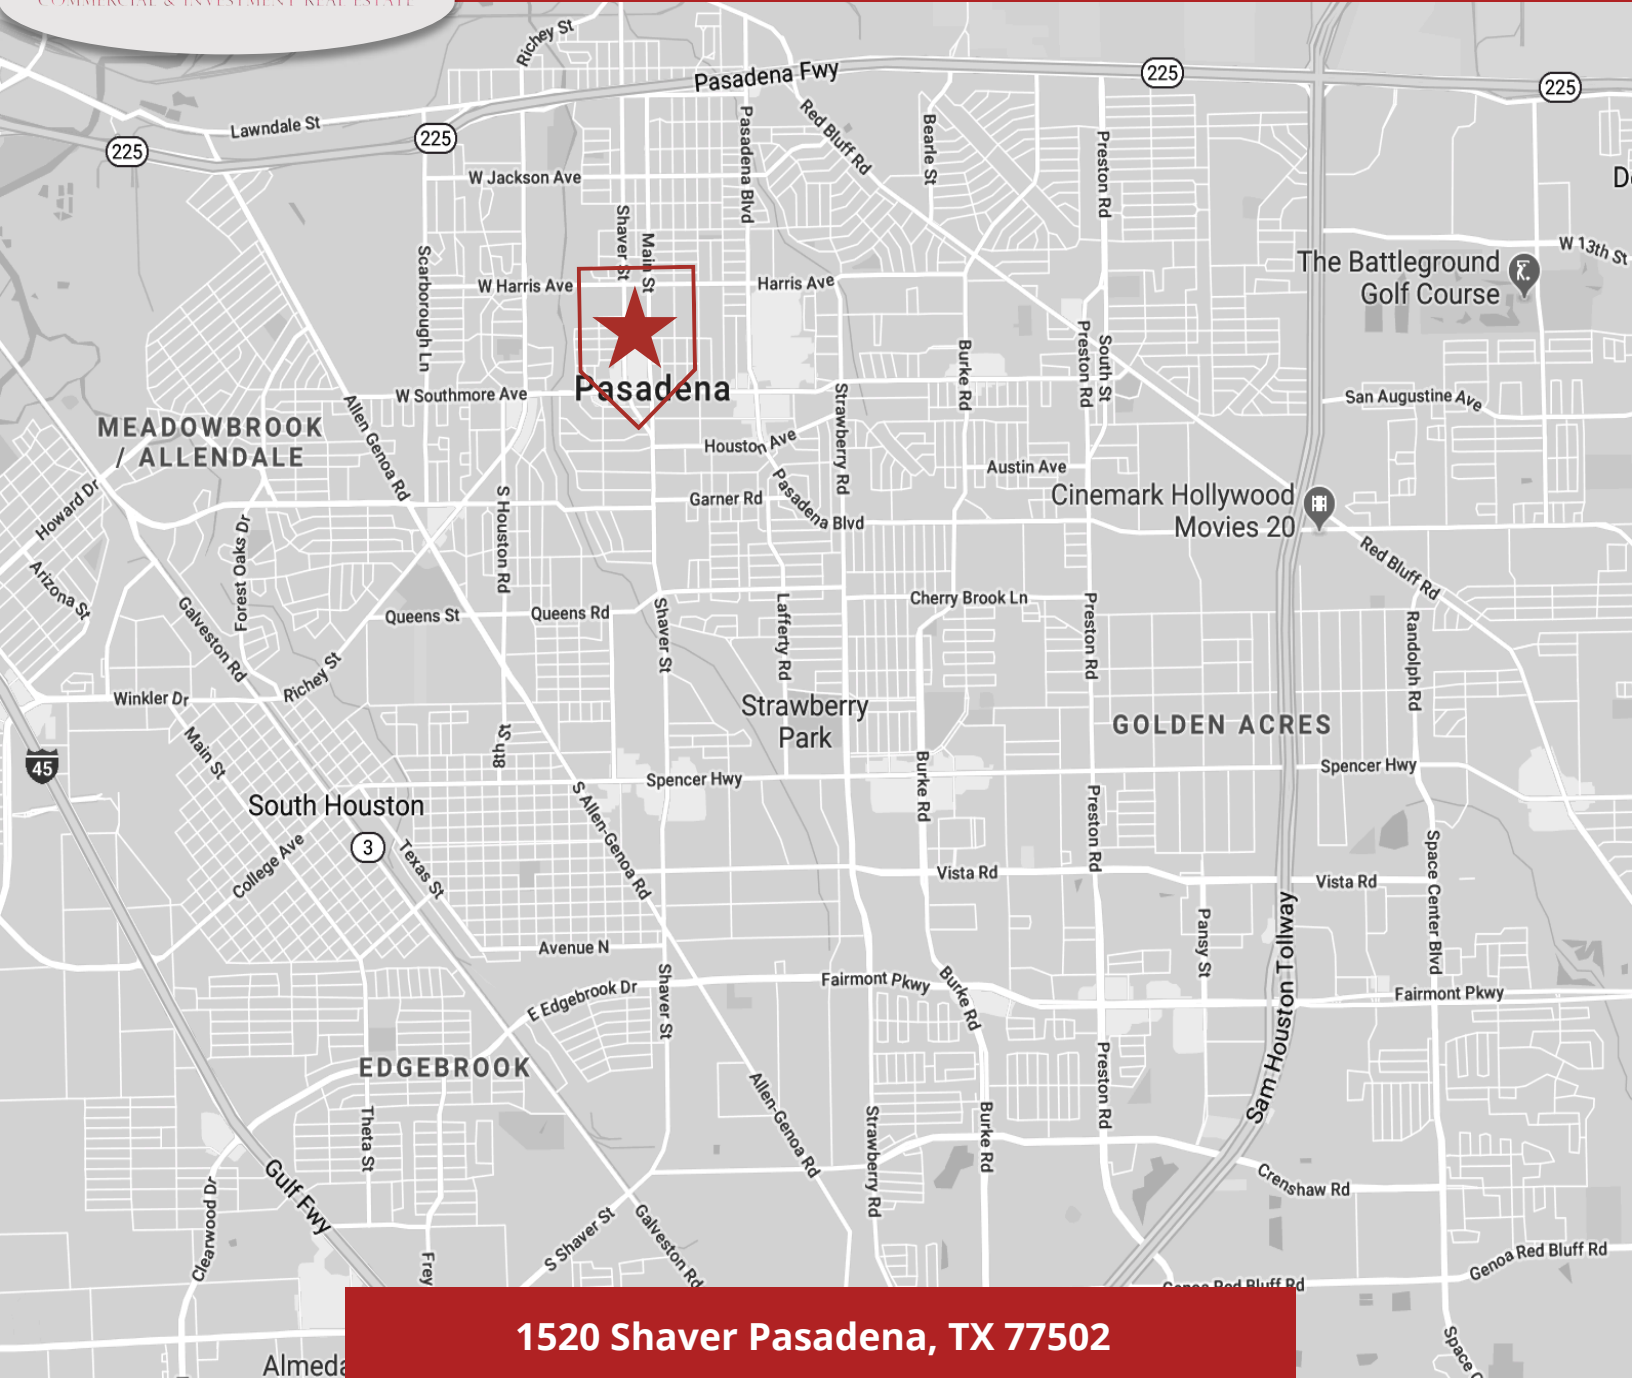 COMMERCIAL & INVESTMENT REAL ESTATE
Richey St
Pasadena Fwy
225
225
Lawndale St
225
225
Red Bluff Rd
Pasadena Blvd
Bearle St
Preston Rd
W Jackson Ave
Shaver St
Main St
W 13th St
Scarborough Ln
W Harris Ave
Harris Ave
The Battleground
Golf Course
Burke Rd
Preston Rd
South St
Pasadena
W Southmore Ave
Strawberry Rd
San Augustine Ave
Allen Genoa Rd
MEADOWBROOK
/ ALLENDALE
Houston Ave
Austin Ave
Howard Dr
S Houston Rd
Garner Rd
Pasadena Blvd
Cinemark Hollywood
Movies 20
Forest Oaks Dr
Red Bluff Rd
Arizona St
Galveston Rd
Queens St
Queens Rd
Shaver St
Lafferty Rd
Cherry Brook Ln
Preston Rd
Randolph Rd
Richey St
Winkler Dr
Strawberry
Park
GOLDEN ACRES
Main St
8th St
45
Spencer Hwy
Burke Rd
Spencer Hwy
South Houston
S Allen-Genoa Rd
Preston Rd
3
College Ave
Texas St
Vista Rd
Vista Rd
Space Center Blvd
Sam Houston Tollway
Pansy St
Avenue N
Shaver St
E Edgebrook Dr
Fairmont Pkwy
Burke Rd
Fairmont Pkwy
EDGEBROOK
Preston Rd
Allen-Genoa Rd
Theta St
Strawberry Rd
Burke Rd
Gulf Fwy
Clearwood Dr
Crenshaw Rd
S Shaver St
Galveston Rd
Frey
Genoa Red Bluff Rd
Genoa Red Bluff Rd
1520 Shaver Pasadena, TX 77502
Almeda
Space C